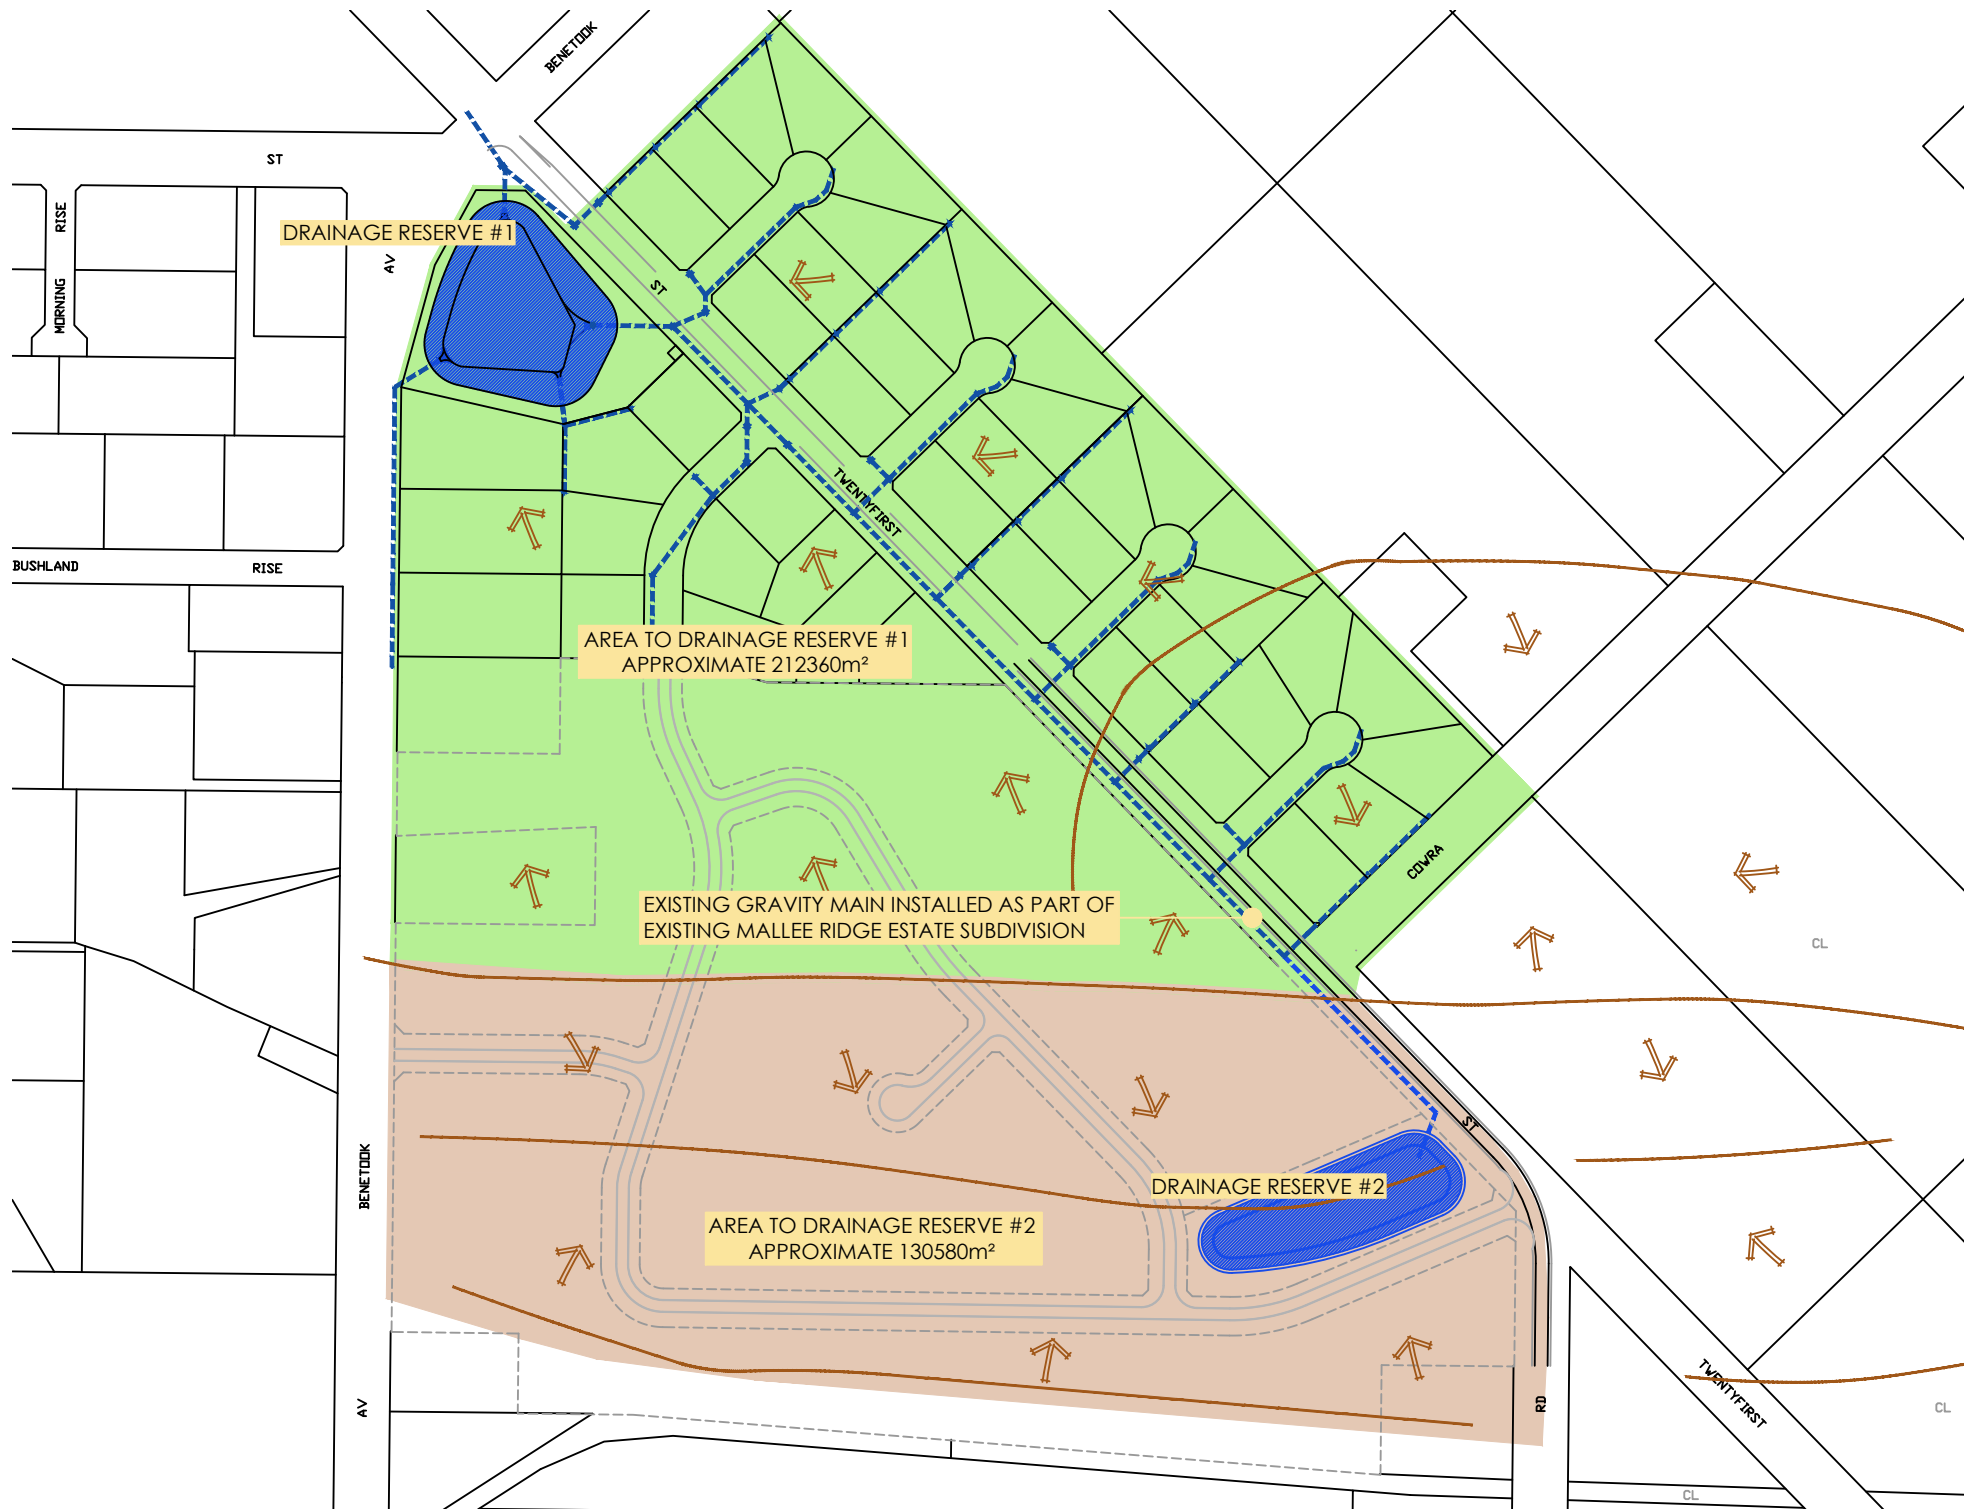 BENETOOK
ST
RISE
MORNING
DRAINAGE RESERVE #1
AV
ST
TWENTYFIRST
BUSHLAND
RISE
AREA TO DRAINAGE RESERVE #1
APPROXIMATE 212360m²
COWRA
EXISTING GRAVITY MAIN INSTALLED AS PART OF
EXISTING MALLEE RIDGE ESTATE SUBDIVISION
CL
ST
BENETOOK
DRAINAGE RESERVE #2
AREA TO DRAINAGE RESERVE #2
APPROXIMATE 130580m²
TWENTYFIRST
AV
RD
CL
CL